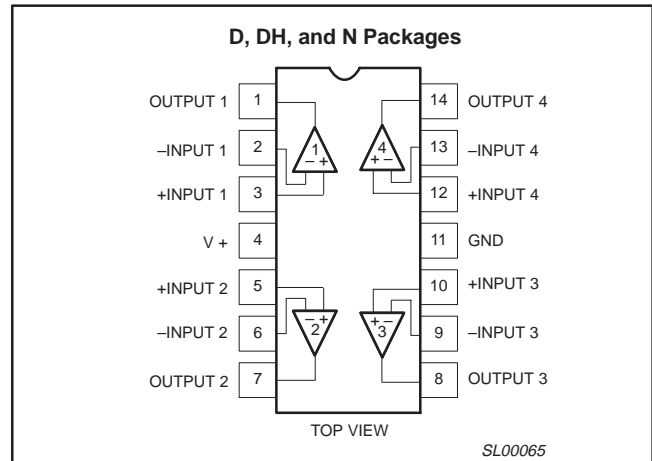 D, DH, and N Packages
OUTPUT 1 1 14 OUTPUT 4
–INPUT 1 2 13 –INPUT 4
1 4
– + + –
+INPUT 1 3 12 +INPUT 4
V + 4 11 GND
+INPUT 2 5 10 +INPUT 3
– + + –
2 3
–INPUT 2 6 9 –INPUT 3
OUTPUT 2 7 8 OUTPUT 3
TOP VIEW
SL00065